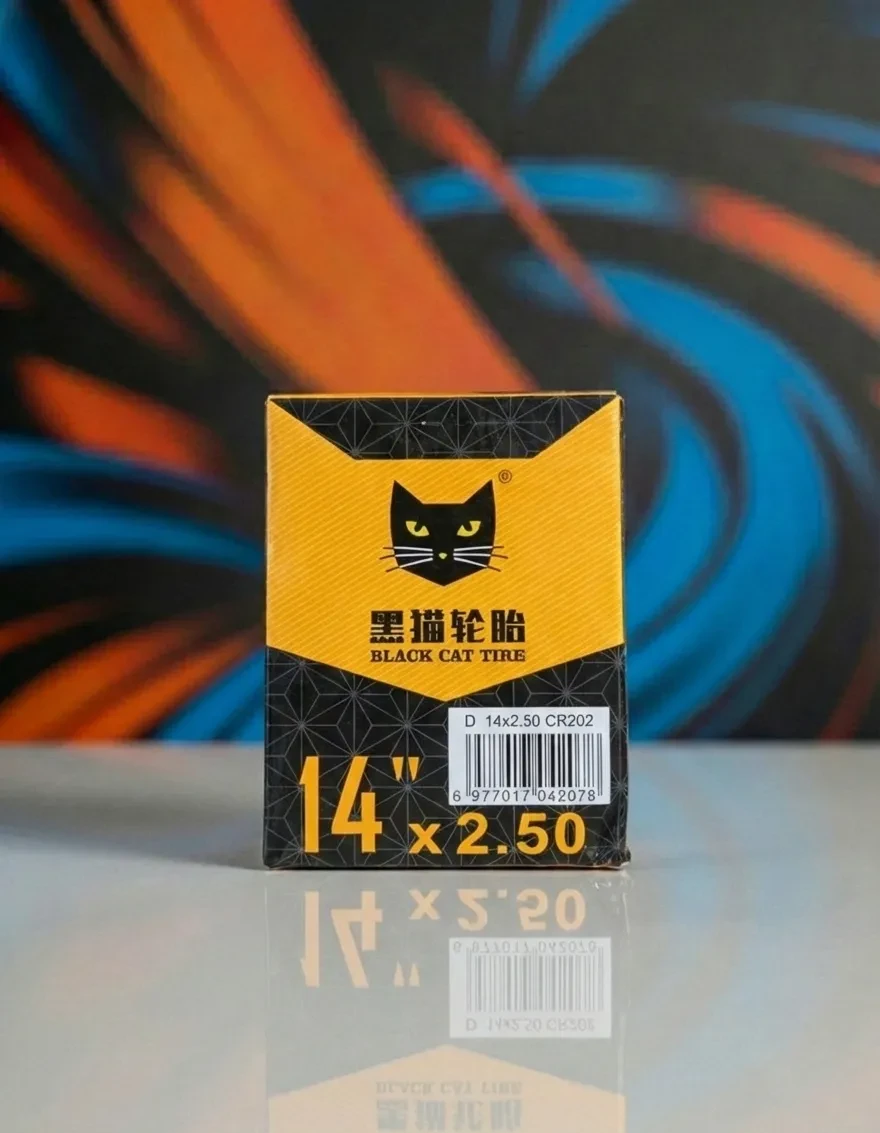 黑猫轮胎
BLACK CAT TIRE
D 14x2.50 CR202
6 977017 042078
14" x 2.50